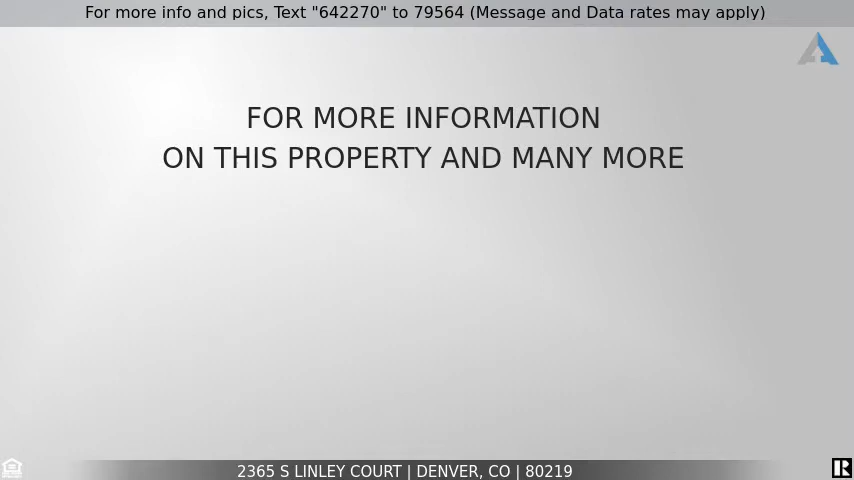 For more info and pics, Text "642270" to 79564 (Message and Data rates may apply)
FOR MORE INFORMATION
ON THIS PROPERTY AND MANY MORE
2365 S LINLEY COURT | DENVER, CO | 80219